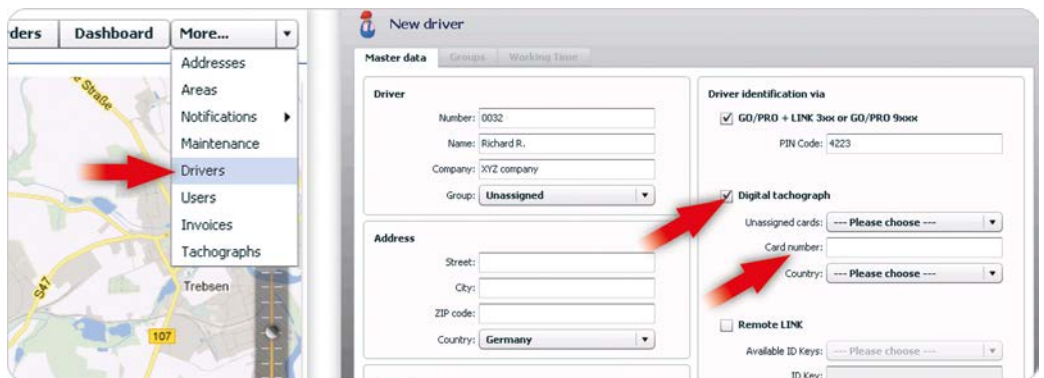 ders
Dashboard
More...
Addresses
Areas
Notifications
Maintenance
Drivers
Users
Invoices
Tachographs
Straße
S47
Trebsen
107
New driver
Master data
Groups
Working Time
Driver
Number: 0032
Name: Richard R.
Company: XYZ company
Group: Unassigned
Address
Street:
City:
ZIP code:
Country: Germany
Driver identification via
GO/PRO + LINK 3xx or GO/PRO 9xxx
PIN Code: 4223
Digital tachograph
Unassigned cards: --- Please choose ---
Card number:
Country: --- Please choose ---
Remote LINK
Available ID Keys: --- Please choose ---
ID Key: